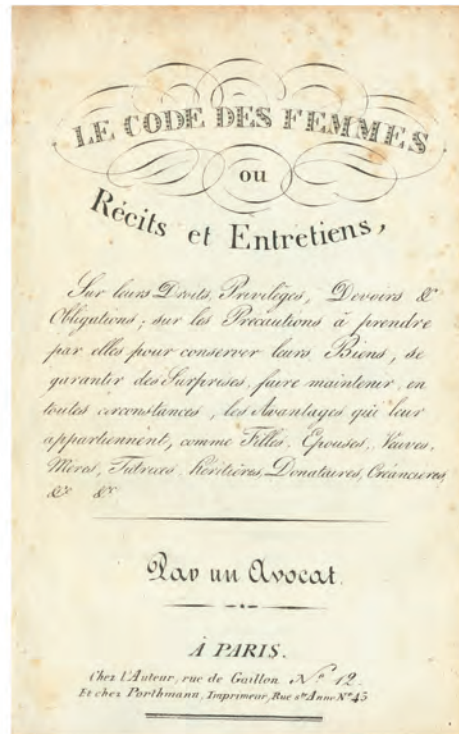 LE CODE DES FEMMES
ou
Récits et Entretiens,
Sur leurs Droits, Privilèges, Devoirs &
Obligations; sur les Précautions à prendre
par elles pour conserver leurs Biens, se
garantir des Surprises, faire maintenir, en
toutes circonstances, les Avantages qui leur
appartiennent, comme Filles, Epouses, Veuves,
Mères, Tutrices, héritières, Donataires, Créancières,
&c &c
Par un Avocat.
À PARIS.
Chez l'Auteur, rue de Gaillon Nº 12.
Et chez Porthmann, Imprimeur, Rue Ste Anne Nº 43